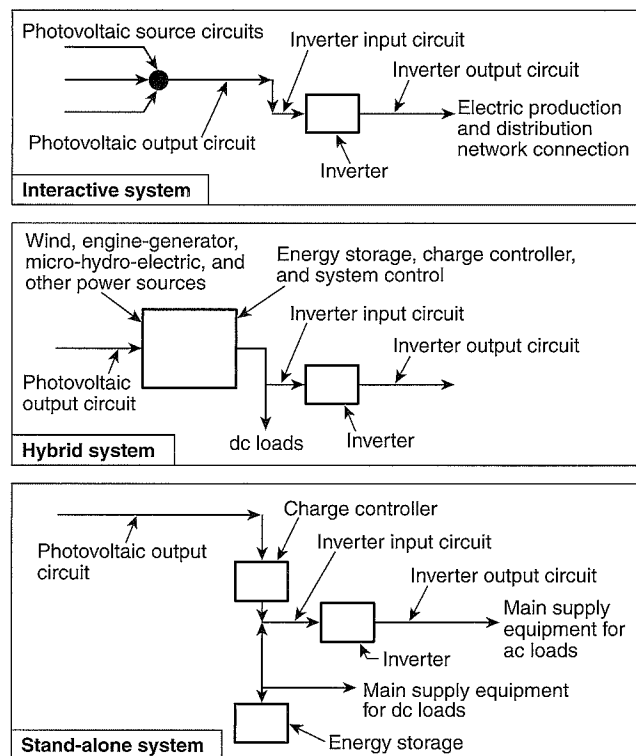 Photovoltaic source circuits
Inverter input circuit
Inverter output circuit
Photovoltaic output circuit
Electric production
and distribution
network connection
Inverter
Interactive system
Wind, engine-generator,
micro-hydro-electric, and
other power sources
Energy storage, charge controller,
and system control
Inverter input circuit
Inverter output circuit
Photovoltaic
output circuit
dc loads
Inverter
Hybrid system
Charge controller
Photovoltaic output
circuit
Inverter input circuit
Inverter output circuit
Main supply
equipment for
ac loads
Inverter
Main supply equipment
for dc loads
Energy storage
Stand-alone system